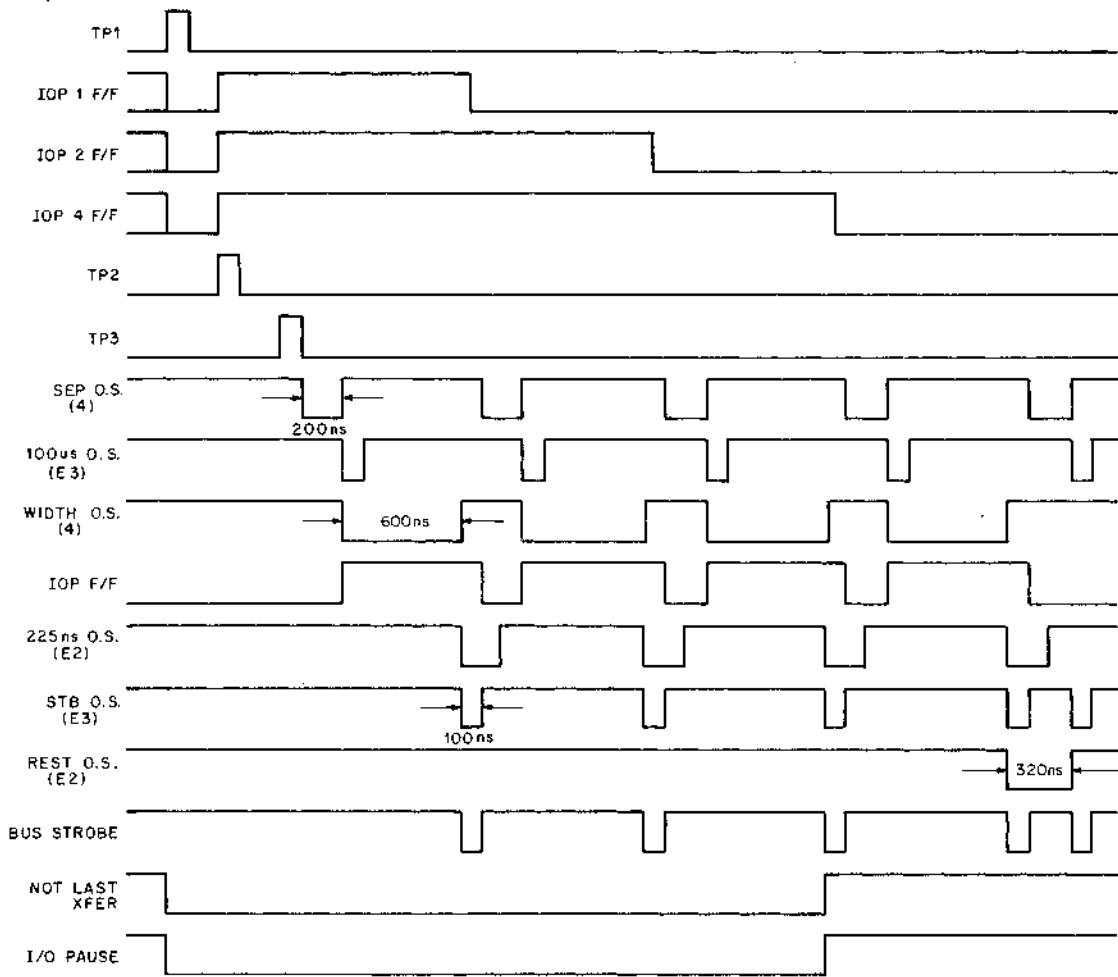 TP1
IOP 1 F/F
IOP 2 F/F
IOP 4 F/F
TP2
TP3
SEP O.S.
(4)
200ns
100us O.S.
(E3)
WIDTH O.S.
(4)
600ns
IOP F/F
225ns O.S.
(E2)
STB O.S.
(E3)
100ns
REST O.S.
(E2)
320ns
BUS STROBE
NOT LAST
XFER
I/O PAUSE